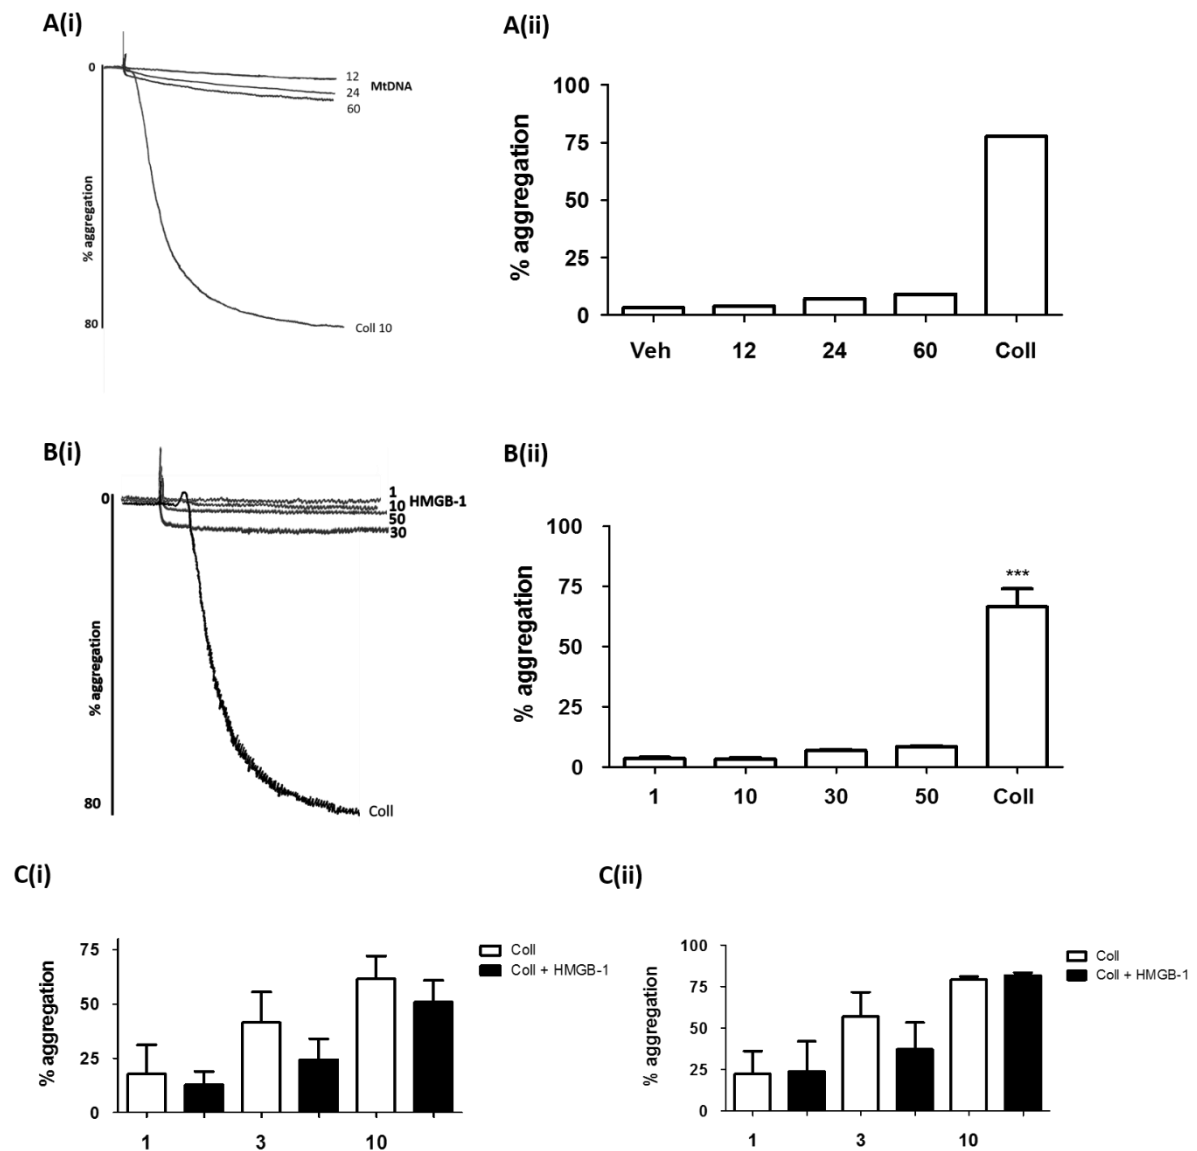 A(i)
0
12
MtDNA
24
60
% aggregation
80
Coll 10
A(ii)
100
75
50
25
0
% aggregation
Veh 12 24 60 Coll
B(i)
0
1
HMGB-1
10
50
30
% aggregation
80
Coll
B(ii)
100
75
50
25
0
% aggregation
***
1 10 30 50 Coll
C(i)
75
50
25
0
% aggregation
1 3 10
Coll
Coll + HMGB-1
C(ii)
100
75
50
25
0
% aggregation
1 3 10
Coll
Coll + HMGB-1